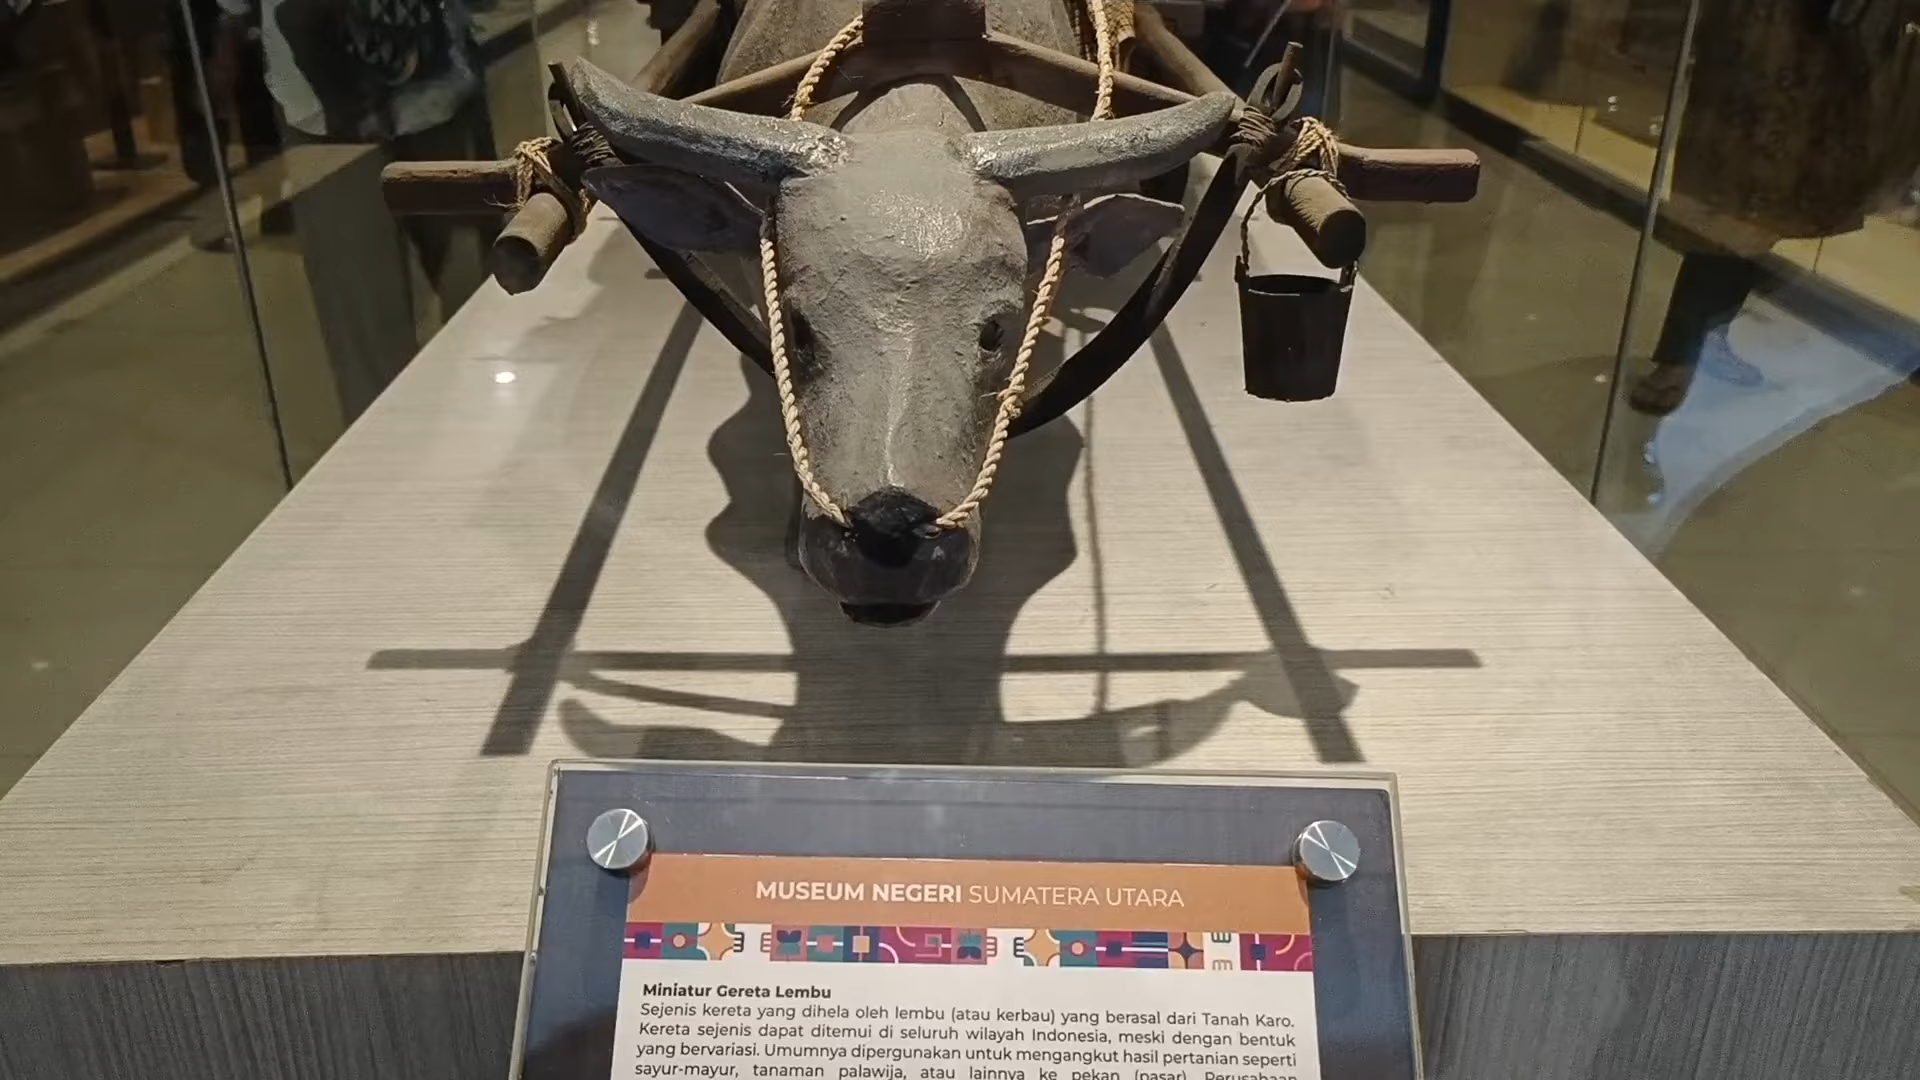 MUSEUM NEGERI SUMATERA UTARA
Miniatur Gereta Lembu
Sejenis kereta yang dihela oleh lembu (atau kerbau) yang berasal dari Tanah Karo.
Kereta sejenis dapat ditemui di seluruh wilayah Indonesia, meski dengan bentuk
yang bervariasi. Umumnya dipergunakan untuk mengangkut hasil pertanian seperti
sayur-mayur, tanaman palawija, atau lainnya ke pekan (pasar). Perusahaan